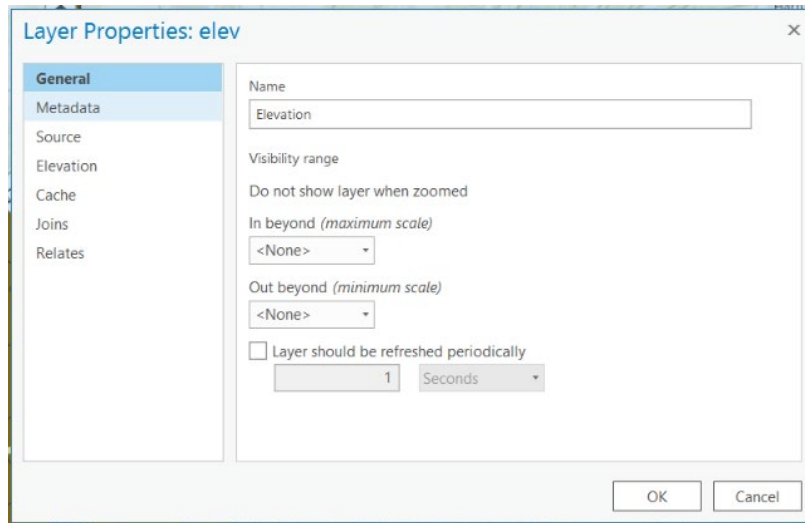 Layer Properties: elev
General
Metadata
Source
Elevation
Cache
Joins
Relates
Name
Elevation
Visibility range
Do not show layer when zoomed
In beyond (maximum scale)
<None>
Out beyond (minimum scale)
<None>
Layer should be refreshed periodically
1 Seconds
OK Cancel